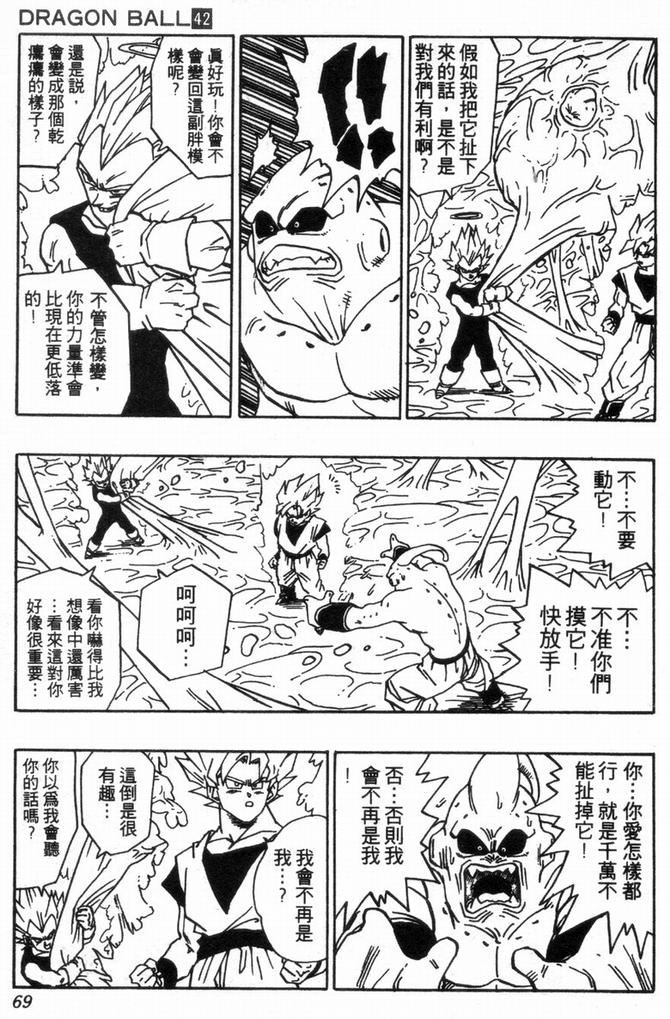 DRAGON BALL 42
假如我把它扯下
來的話，是不是
對我們有利啊？
!!
真好玩！你會不
會變回這副胖模
樣呢？
還是說，
會變成那個乾
癟癟的樣子？
不管怎樣變，
你的力量準會
比現在更低落
的！
不…不要
動它！
不…
不准你們
摸它！
快放手！
呵呵呵…
看你嚇得比我
想像中還厲害
…看來這對你
好像很重要…
你…你愛怎樣都
行，就是千萬不
能扯掉它！
否…否則我
會不再是我
！
我會不再是
我…？
這倒是很
有趣…
你以爲我會聽
你的話嗎？
69